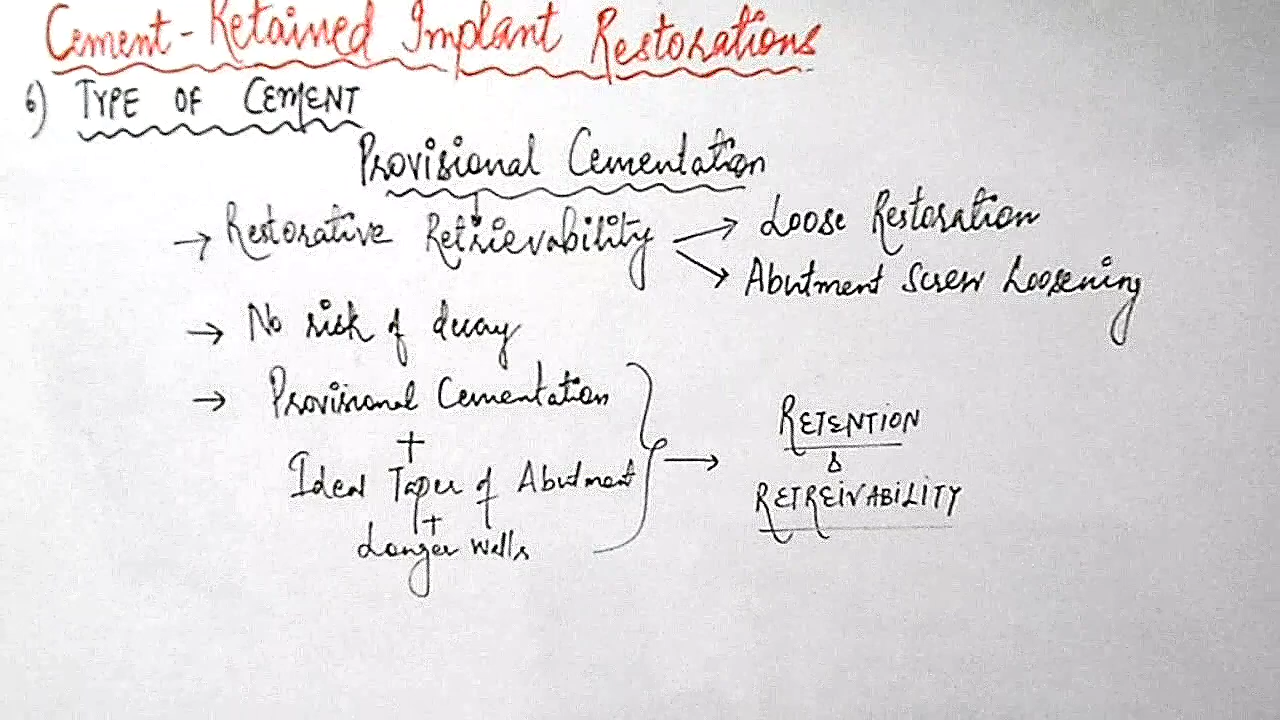 Cement-Retained Implant Restorations
6) TYPE OF CEMENT
Provisional Cementation
→ Restorative Retrievability → Loose Restoration
→ Abutment Screw Loosening
→ No risk of decay
→ Provisional Cementation
+
Ideal Taper of Abutment
+
Longer Walls
→ RETENTION
&
RETREIVABILITY